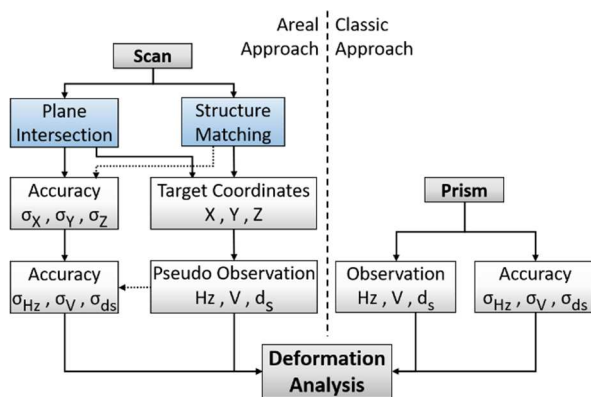 Areal
Approach
Classic
Approach
Scan
Plane
Intersection
Structure
Matching
Accuracy
σX , σY , σZ
Target Coordinates
X , Y , Z
Prism
Accuracy
σHz , σV , σds
Pseudo Observation
Hz , V , ds
Observation
Hz , V , ds
Accuracy
σHz , σV , σds
Deformation
Analysis